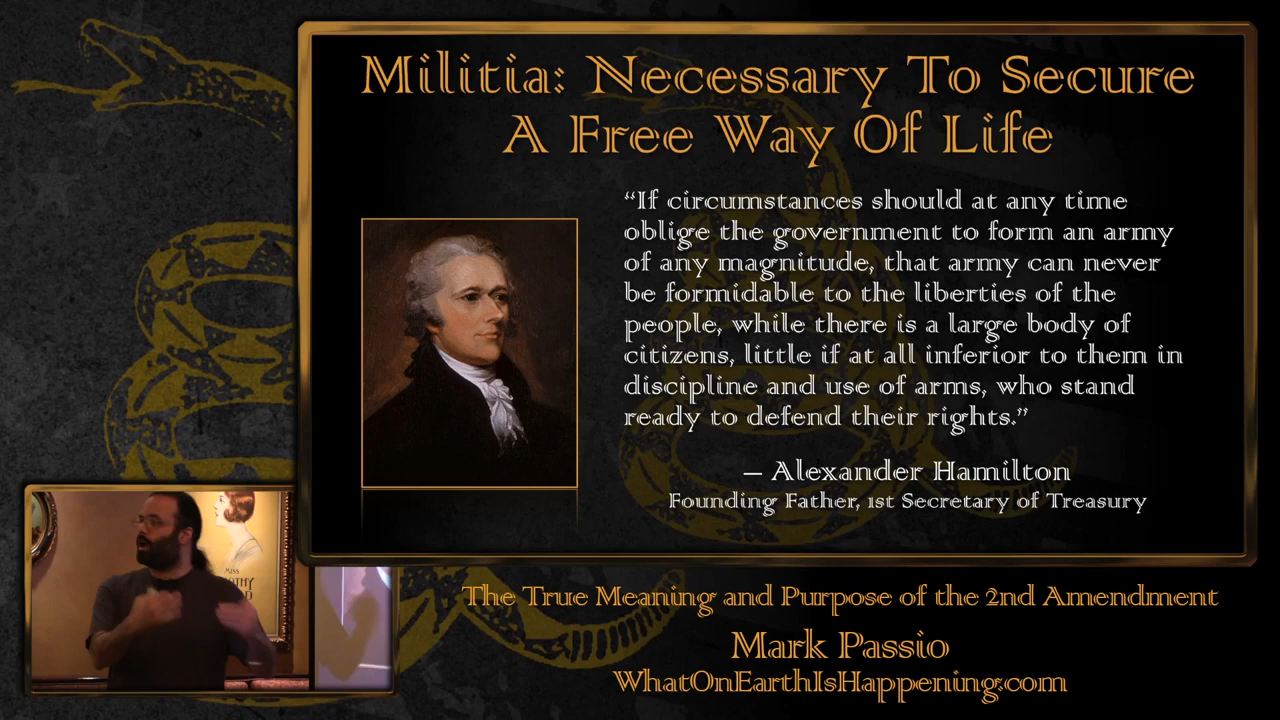 Militia: Necessary To Secure
A Free Way Of Life
“If circumstances should at any time
oblige the government to form an army
of any magnitude, that army can never
be formidable to the liberties of the
people, while there is a large body of
citizens, little if at all inferior to them in
discipline and use of arms, who stand
ready to defend their rights.”
– Alexander Hamilton
Founding Father, 1st Secretary of Treasury
Miss
The True Meaning and Purpose of the 2nd Amendment
Mark Passio
WhatOnEarthIsHappening.com